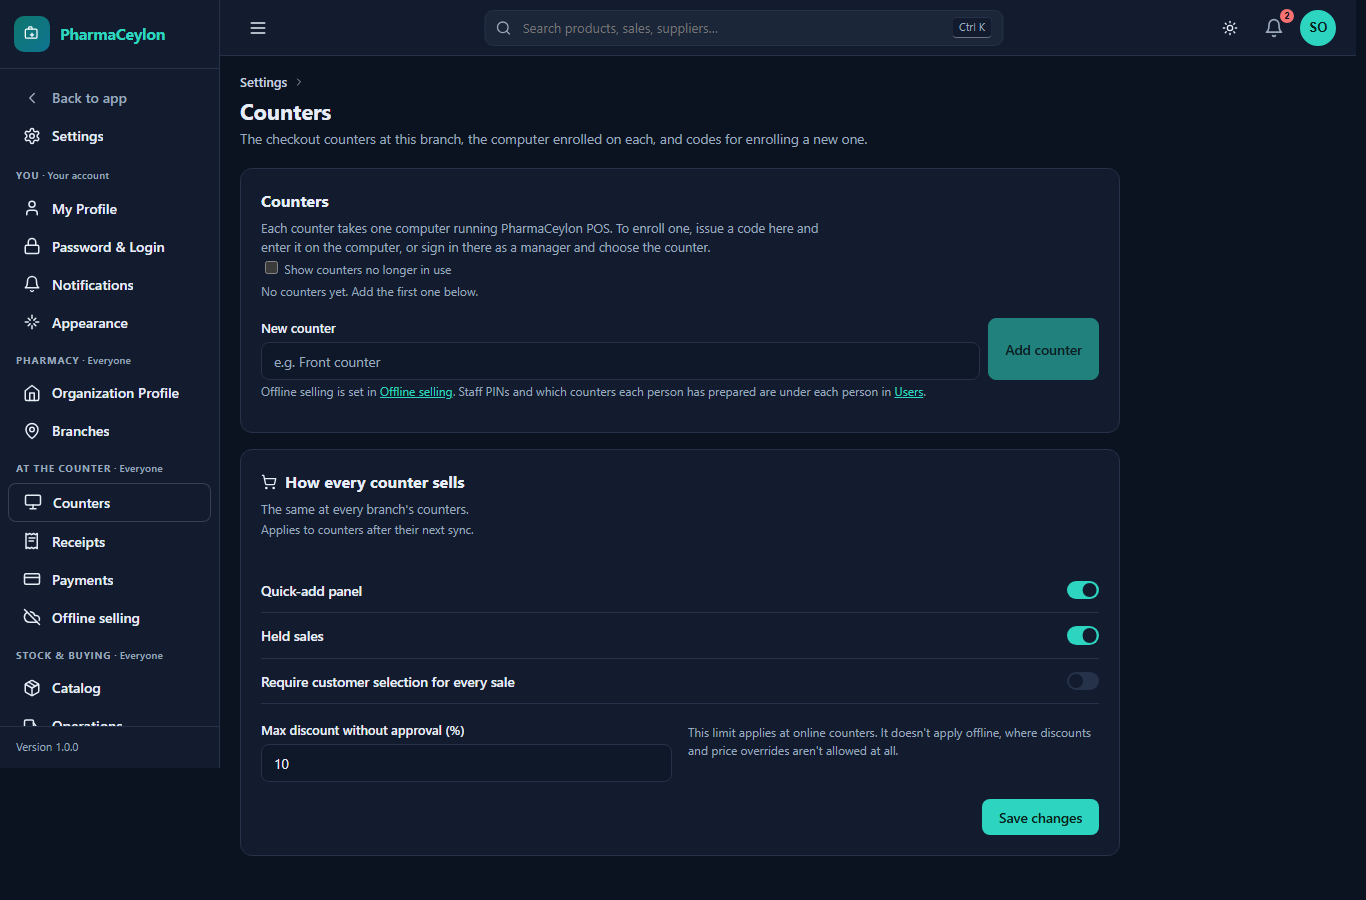 PharmaCeylon
Search products, sales, suppliers...
Ctrl K
2
SO
Back to app
Settings
YOU · Your account
My Profile
Password & Login
Notifications
Appearance
PHARMACY · Everyone
Organization Profile
Branches
AT THE COUNTER · Everyone
Counters
Receipts
Payments
Offline selling
STOCK & BUYING · Everyone
Catalog
Operations
Version 1.0.0
Settings
Counters
The checkout counters at this branch, the computer enrolled on each, and codes for enrolling a new one.
Counters
Each counter takes one computer running PharmaCeylon POS. To enroll one, issue a code here and
enter it on the computer, or sign in there as a manager and choose the counter.
Show counters no longer in use
No counters yet. Add the first one below.
New counter
e.g. Front counter
Add counter
Offline selling is set in Offline selling. Staff PINs and which counters each person has prepared are under each person in Users.
How every counter sells
The same at every branch's counters.
Applies to counters after their next sync.
Quick-add panel
Held sales
Require customer selection for every sale
Max discount without approval (%)
10
This limit applies at online counters. It doesn't apply offline, where discounts
and price overrides aren't allowed at all.
Save changes